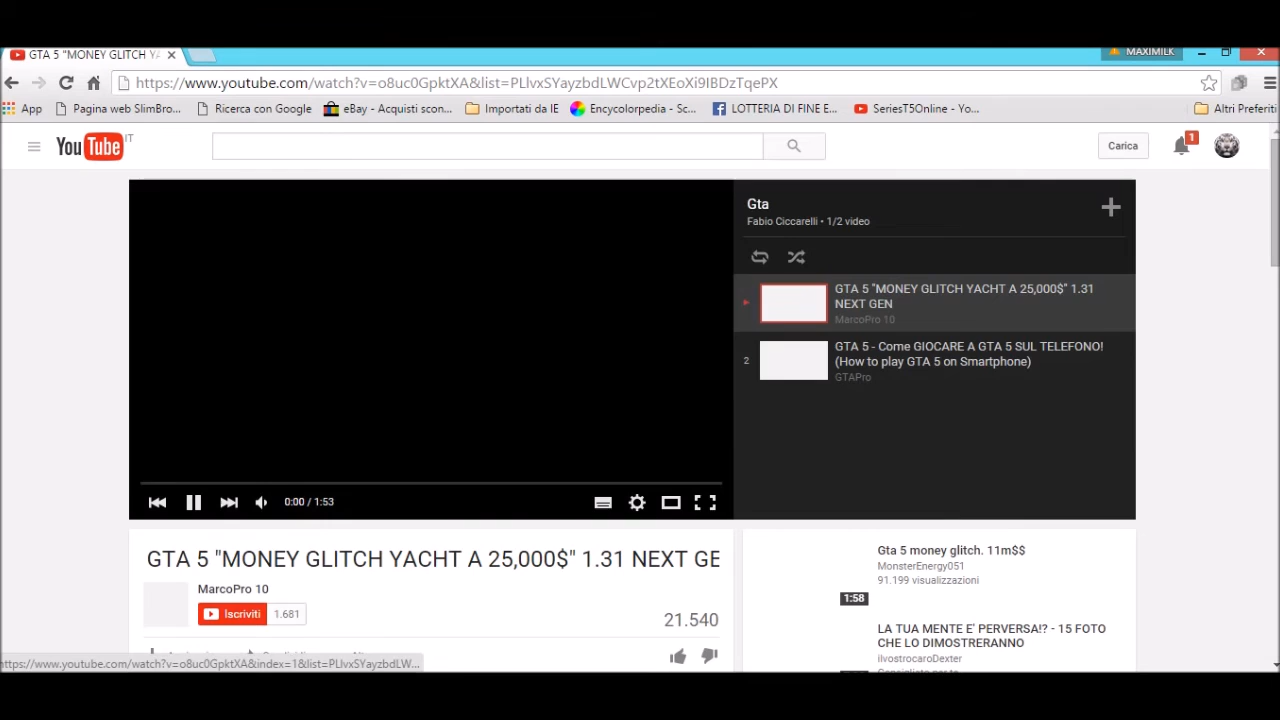 GTA 5 "MONEY GLITCH YA
MAXIMILK
https://www.youtube.com/watch?v=o8uc0GpktXA&list=PLlvxSYayzbdLWCvp2tXEoXi9IBDzTqePX
App
Pagina web SlimBro...
Ricerca con Google
eBay - Acquisti scon...
Importati da IE
Encycolorpedia - Sc...
LOTTERIA DI FINE E...
SeriesT5Online - Yo...
Altri Preferiti
YouTube IT
Carica
1
Gta
Fabio Ciccarelli • 1/2 video
GTA 5 "MONEY GLITCH YACHT A 25,000$" 1.31
NEXT GEN
MarcoPro 10
2
GTA 5 - Come GIOCARE A GTA 5 SUL TELEFONO!
(How to play GTA 5 on Smartphone)
GTAPro
0:00 / 1:53
GTA 5 "MONEY GLITCH YACHT A 25,000$" 1.31 NEXT GE
MarcoPro 10
Iscriviti
1.681
21.540
Gta 5 money glitch. 11m$$
MonsterEnergy051
91.199 visualizzazioni
1:58
LA TUA MENTE E' PERVERSA!? - 15 FOTO
CHE LO DIMOSTRERANNO
ilvostrocaroDexter
https://www.youtube.com/watch?v=o8uc0GpktXA&index=1&list=PLlvxSYayzbdLW...